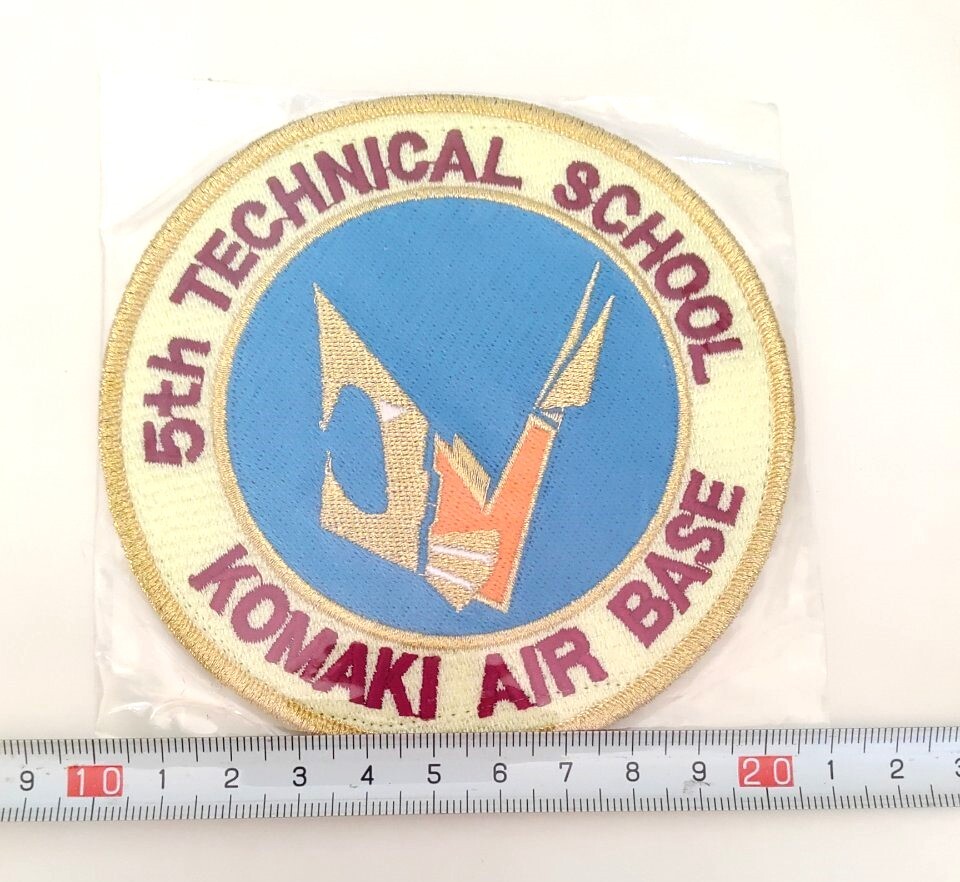 5th TECHNICAL SCHOOL
KOMAKI AIR BASE
9 10 1 2 3 4 5 6 7 8 9 20 1 2 3